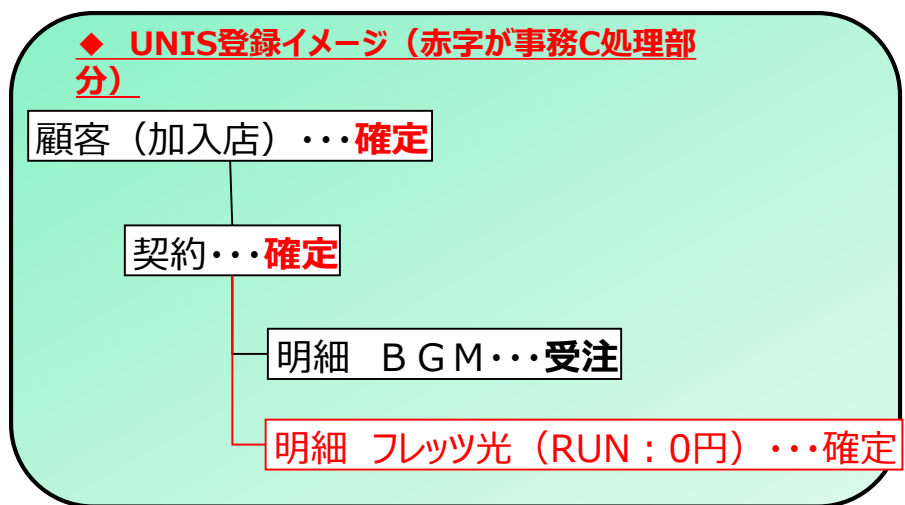 ◆ UNIS登録イメージ（赤字が事務C処理部
分）
顧客（加入店）･･･確定
契約･･･確定
明細　ＢＧＭ･･･受注
明細　フレッツ光（RUN：0円）･･･確定